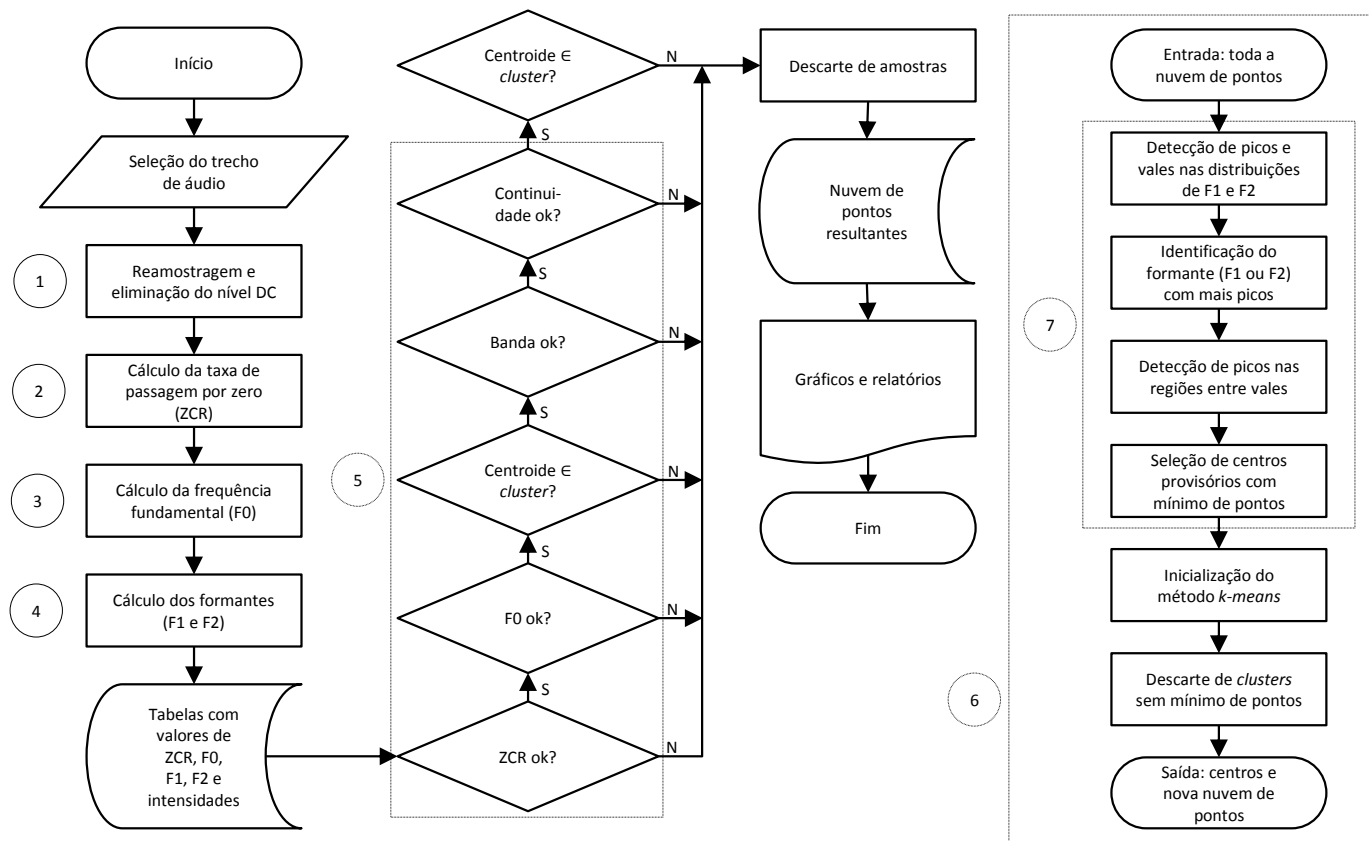 Início
Seleção do trecho
de áudio
1
Reamostragem e
eliminação do nível DC
2
Cálculo da taxa de
passagem por zero
(ZCR)
3
Cálculo da frequência
fundamental (F0)
4
Cálculo dos formantes
(F1 e F2)
Tabelas com
valores de
ZCR, F0,
F1, F2 e
intensidades
Centroide ∈
cluster?
N
S
Continui-
dade ok?
N
S
Banda ok?
N
S
5
Centroide ∈
cluster?
N
S
F0 ok?
N
S
ZCR ok?
N
Descarte de amostras
Nuvem de
pontos
resultantes
Gráficos e relatórios
Fim
Entrada: toda a
nuvem de pontos
Detecção de picos e
vales nas distribuições
de F1 e F2
Identificação do
formante (F1 ou F2)
com mais picos
7
Detecção de picos nas
regiões entre vales
Seleção de centros
provisórios com
mínimo de pontos
Inicialização do
método k-means
6
Descarte de clusters
sem mínimo de pontos
Saída: centros e
nova nuvem de
pontos